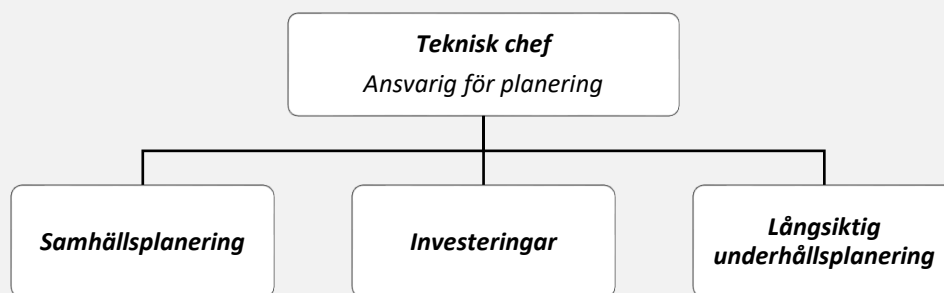 Teknisk chef
Ansvarig för planering
Samhällsplanering
Investeringar
Långsiktig
underhållsplanering